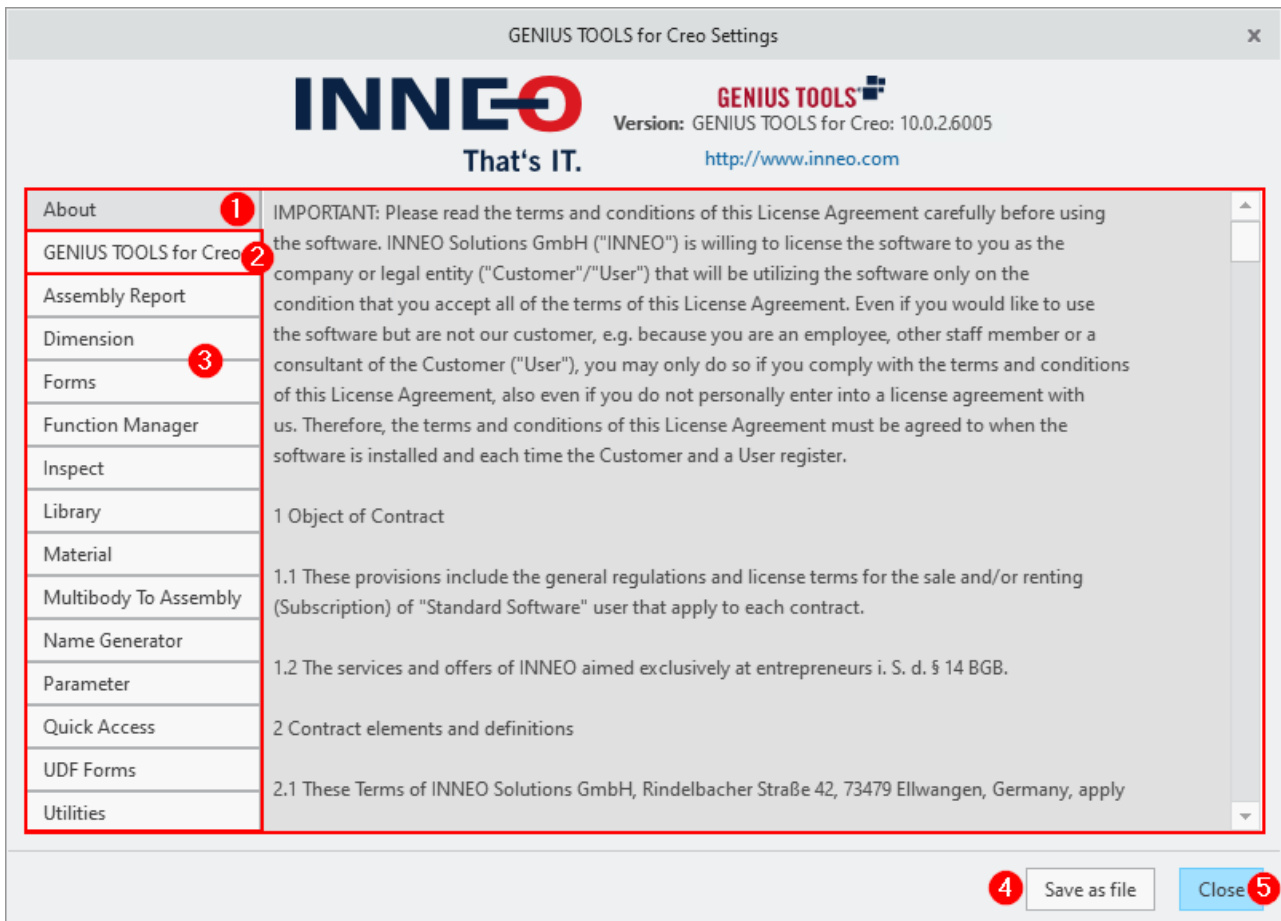 GENIUS TOOLS for Creo Settings
x
INNEO
That's IT.
GENIUS TOOLS
Version: GENIUS TOOLS for Creo: 10.0.2.6005
http://www.inneo.com
About
1
GENIUS TOOLS for Creo
2
Assembly Report
Dimension
3
Forms
Function Manager
Inspect
Library
Material
Multibody To Assembly
Name Generator
Parameter
Quick Access
UDF Forms
Utilities
IMPORTANT: Please read the terms and conditions of this License Agreement carefully before using
the software. INNEO Solutions GmbH ("INNEO") is willing to license the software to you as the
company or legal entity ("Customer"/"User") that will be utilizing the software only on the
condition that you accept all of the terms of this License Agreement. Even if you would like to use
the software but are not our customer, e.g. because you are an employee, other staff member or a
consultant of the Customer ("User"), you may only do so if you comply with the terms and conditions
of this License Agreement, also even if you do not personally enter into a license agreement with
us. Therefore, the terms and conditions of this License Agreement must be agreed to when the
software is installed and each time the Customer and a User register.
1 Object of Contract
1.1 These provisions include the general regulations and license terms for the sale and/or renting
(Subscription) of "Standard Software" user that apply to each contract.
1.2 The services and offers of INNEO aimed exclusively at entrepreneurs i. S. d. § 14 BGB.
2 Contract elements and definitions
2.1 These Terms of INNEO Solutions GmbH, Rindelbacher Straße 42, 73479 Ellwangen, Germany, apply
4
Save as file
Close
5